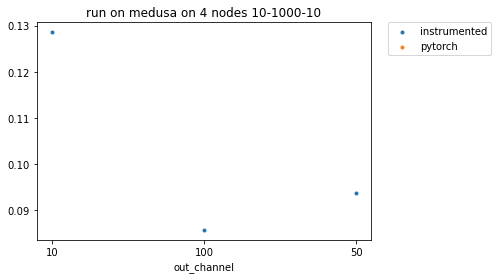 run on medusa on 4 nodes 10-1000-10
instrumented
pytorch
0.13
0.12
0.11
0.10
0.09
10 100 50
out_channel